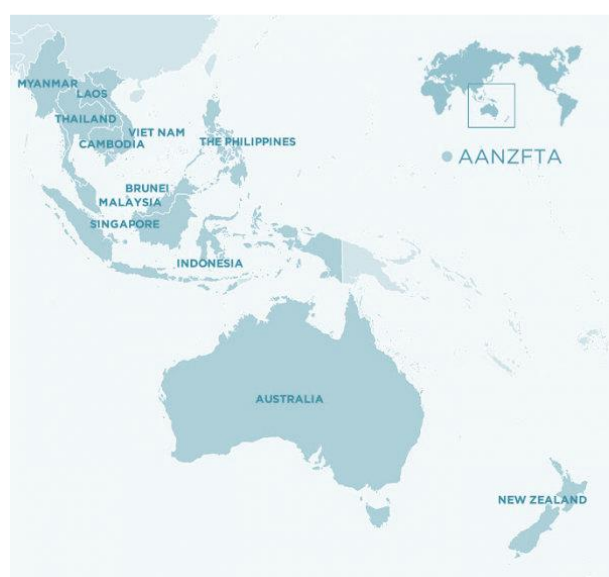 MYANMAR
LAOS
THAILAND
VIET NAM
CAMBODIA
THE PHILIPPINES
AANZFTA
BRUNEI
MALAYSIA
SINGAPORE
INDONESIA
AUSTRALIA
NEW ZEALAND